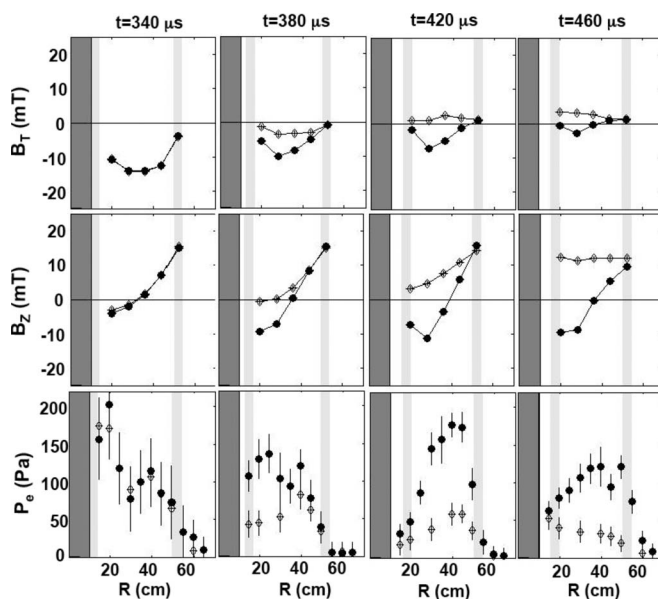 t=340 μs t=380 μs t=420 μs t=460 μs
B_T (mT)
20
10
0
-10
-20
B_Z (mT)
20
10
0
-10
-20
P_e (Pa)
200
150
100
50
0
20 40 60 20 40 60 20 40 60 20 40 60
R (cm) R (cm) R (cm) R (cm)